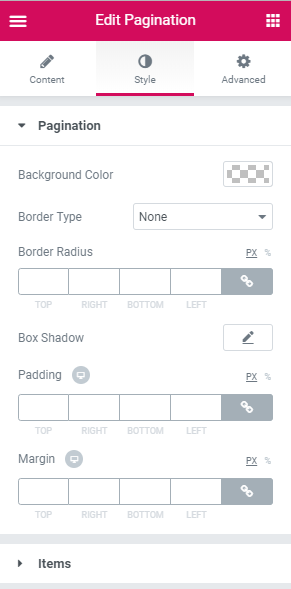 Edit Pagination
Content Style Advanced
Pagination
Background Color
Border Type None
Border Radius PX %
TOP RIGHT BOTTOM LEFT
Box Shadow
Padding PX %
TOP RIGHT BOTTOM LEFT
Margin PX %
TOP RIGHT BOTTOM LEFT
Items